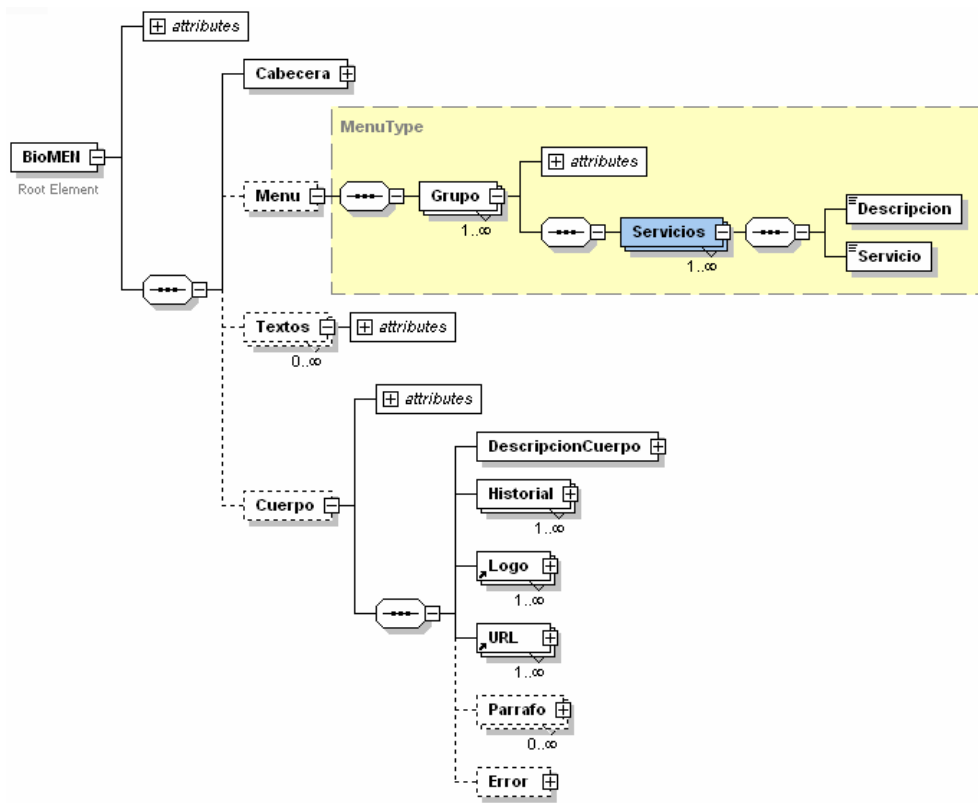 attributes
Cabecera
MenuType
BioMEN
Root Element
attributes
Menu
Grupo
1..∞
Servicios
1..∞
Descripcion
Servicio
Textos
0..∞
attributes
attributes
Cuerpo
DescripcionCuerpo
Historial
1..∞
Logo
1..∞
URL
1..∞
Parrafo
0..∞
Error